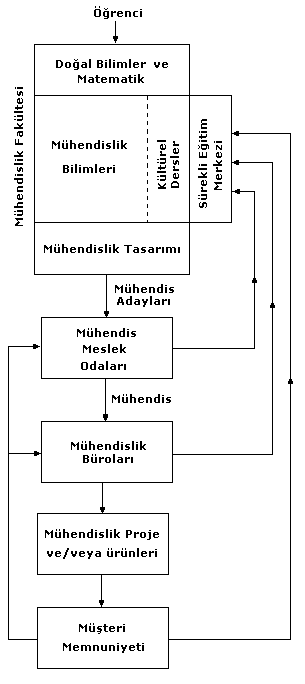 Öğrenci
Mühendislik Fakültesi
Doğal Bilimler ve
Matematik
Mühendislik
Bilimleri
Kültürel
Dersler
Sürekli Eğitim
Merkezi
Mühendislik Tasarımı
Mühendis
Adayları
Mühendis
Meslek
Odaları
Mühendis
Mühendislik
Büroları
Mühendislik Proje
ve/veya ürünleri
Müşteri
Memnuniyeti